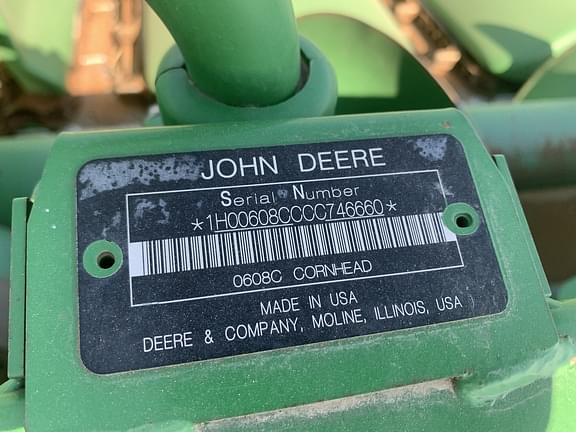 JOHN DEERE
Serial Number
*1H00608CCCC746660*
0608C CORNHEAD
MADE IN USA
DEERE & COMPANY, MOLINE, ILLINOIS, USA